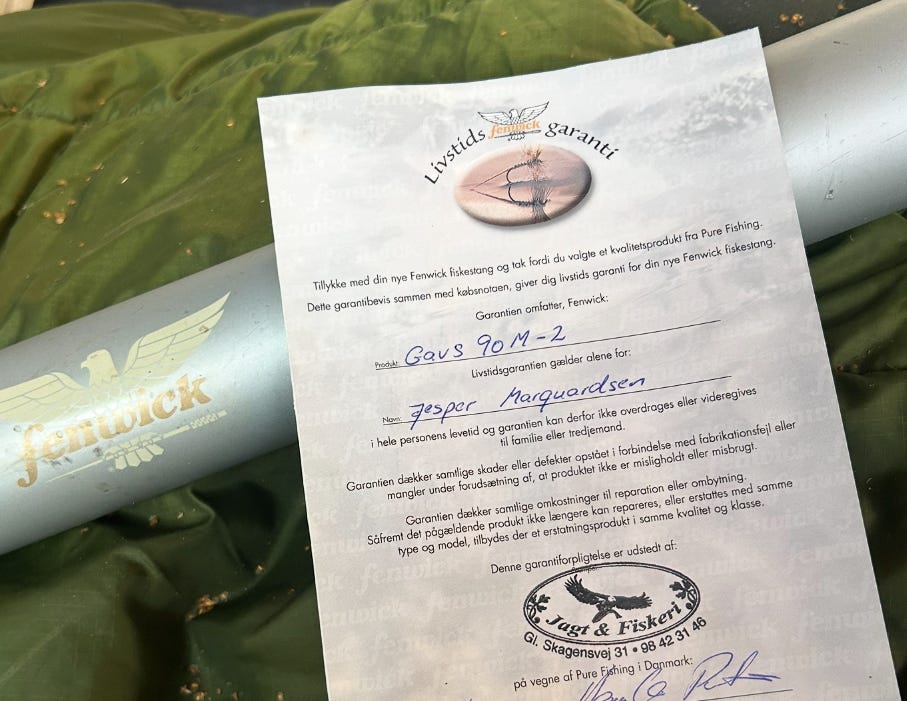 Livstids fenwick garanti
Tillykke med din nye Fenwick fiskestang og tak fordi du valgte et kvalitetsprodukt fra Pure Fishing.
Dette garantibevis sammen med købsnotaen, giver dig livstids garanti for din nye Fenwick fiskestang.
Garantien omfatter, Fenwick:
Produkt: Gavs 90 M-2
Livstidsgarantien gælder alene for:
Navn: Jesper Marquardsen
i hele personens levetid og garantien kan derfor ikke overdrages eller videregives
til familie eller tredjemand.
Garantien dækker samtlige skader eller defekter opstået i forbindelse med fabrikationsfejl eller
mangler under forudsætning af, at produktet ikke er misligholdt eller misbrugt.
Garantien dækker samtlige omkostninger til reparation eller ombytning.
Såfremt det pågældende produkt ikke længere kan repareres, eller erstattes med samme
type og model, tilbydes der et erstatningsprodukt i samme kvalitet og klasse.
Denne garantiforpligtelse er udstedt af:
Jagt & Fiskeri
Gl. Skagensvej 31 • 98 42 31 46
på vegne af Pure Fishing i Danmark:
fenwick